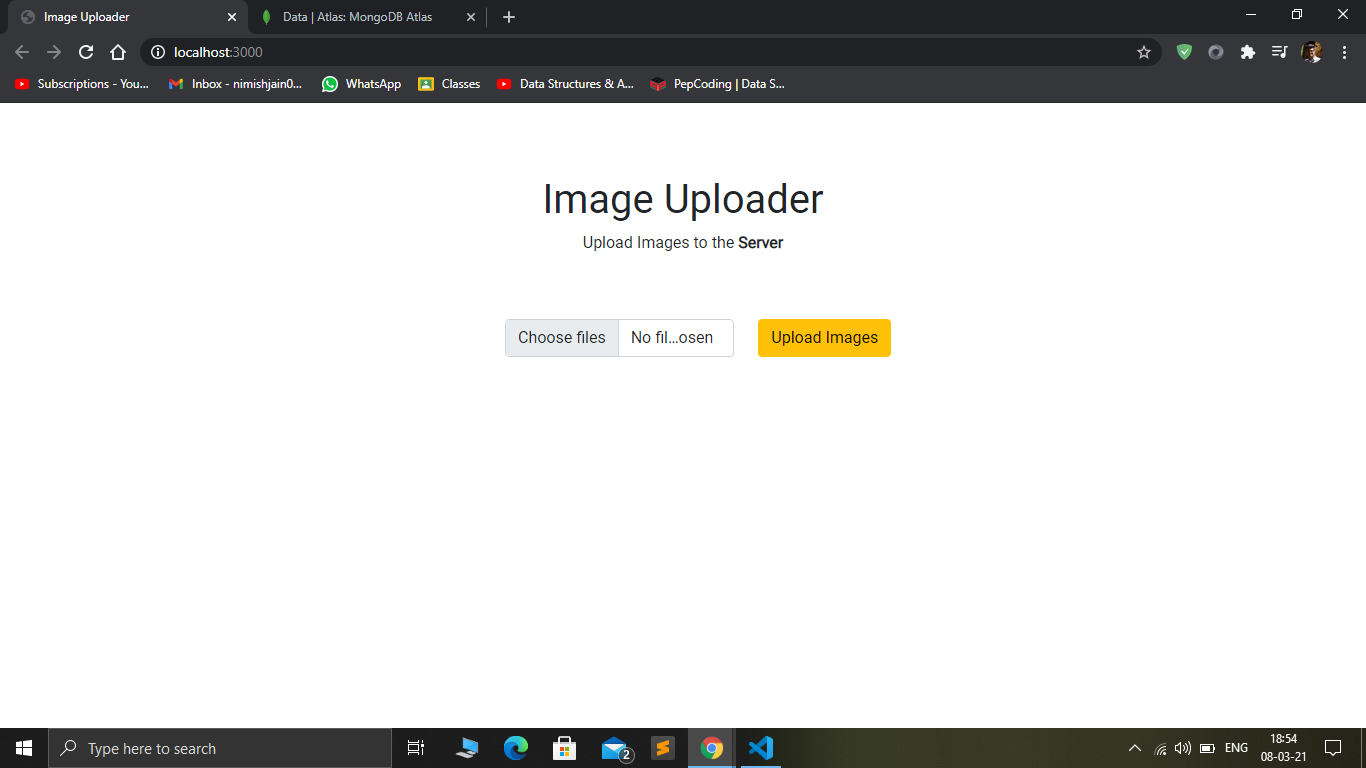 Image Uploader
Data | Atlas: MongoDB Atlas
localhost:3000
Subscriptions - You... Inbox - nimishjain0... WhatsApp Classes Data Structures & A... PepCoding | Data S...
Image Uploader
Upload Images to the Server
Choose files No fil...osen Upload Images
Type here to search
2
ENG
18:54
08-03-21